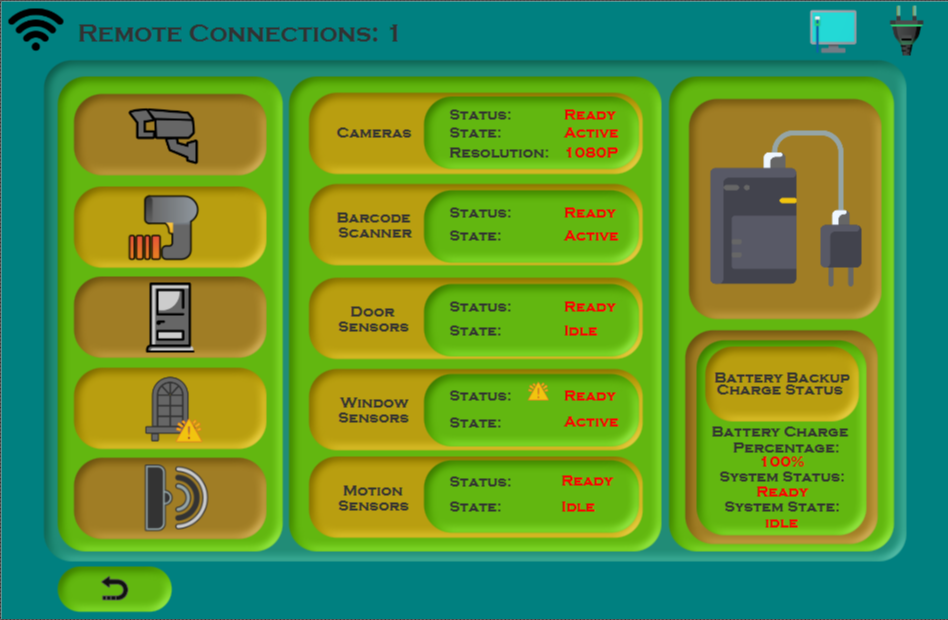 Remote Connections: 1
Cameras
Status: Ready
State: Active
Resolution: 1080P
Barcode
Scanner
Status: Ready
State: Active
Door
Sensors
Status: Ready
State: Idle
Window
Sensors
Status: Ready
State: Active
Motion
Sensors
Status: Ready
State: Idle
Battery Backup
Charge Status
Battery Charge
Percentage:
100%
System Status:
Ready
System State:
idle